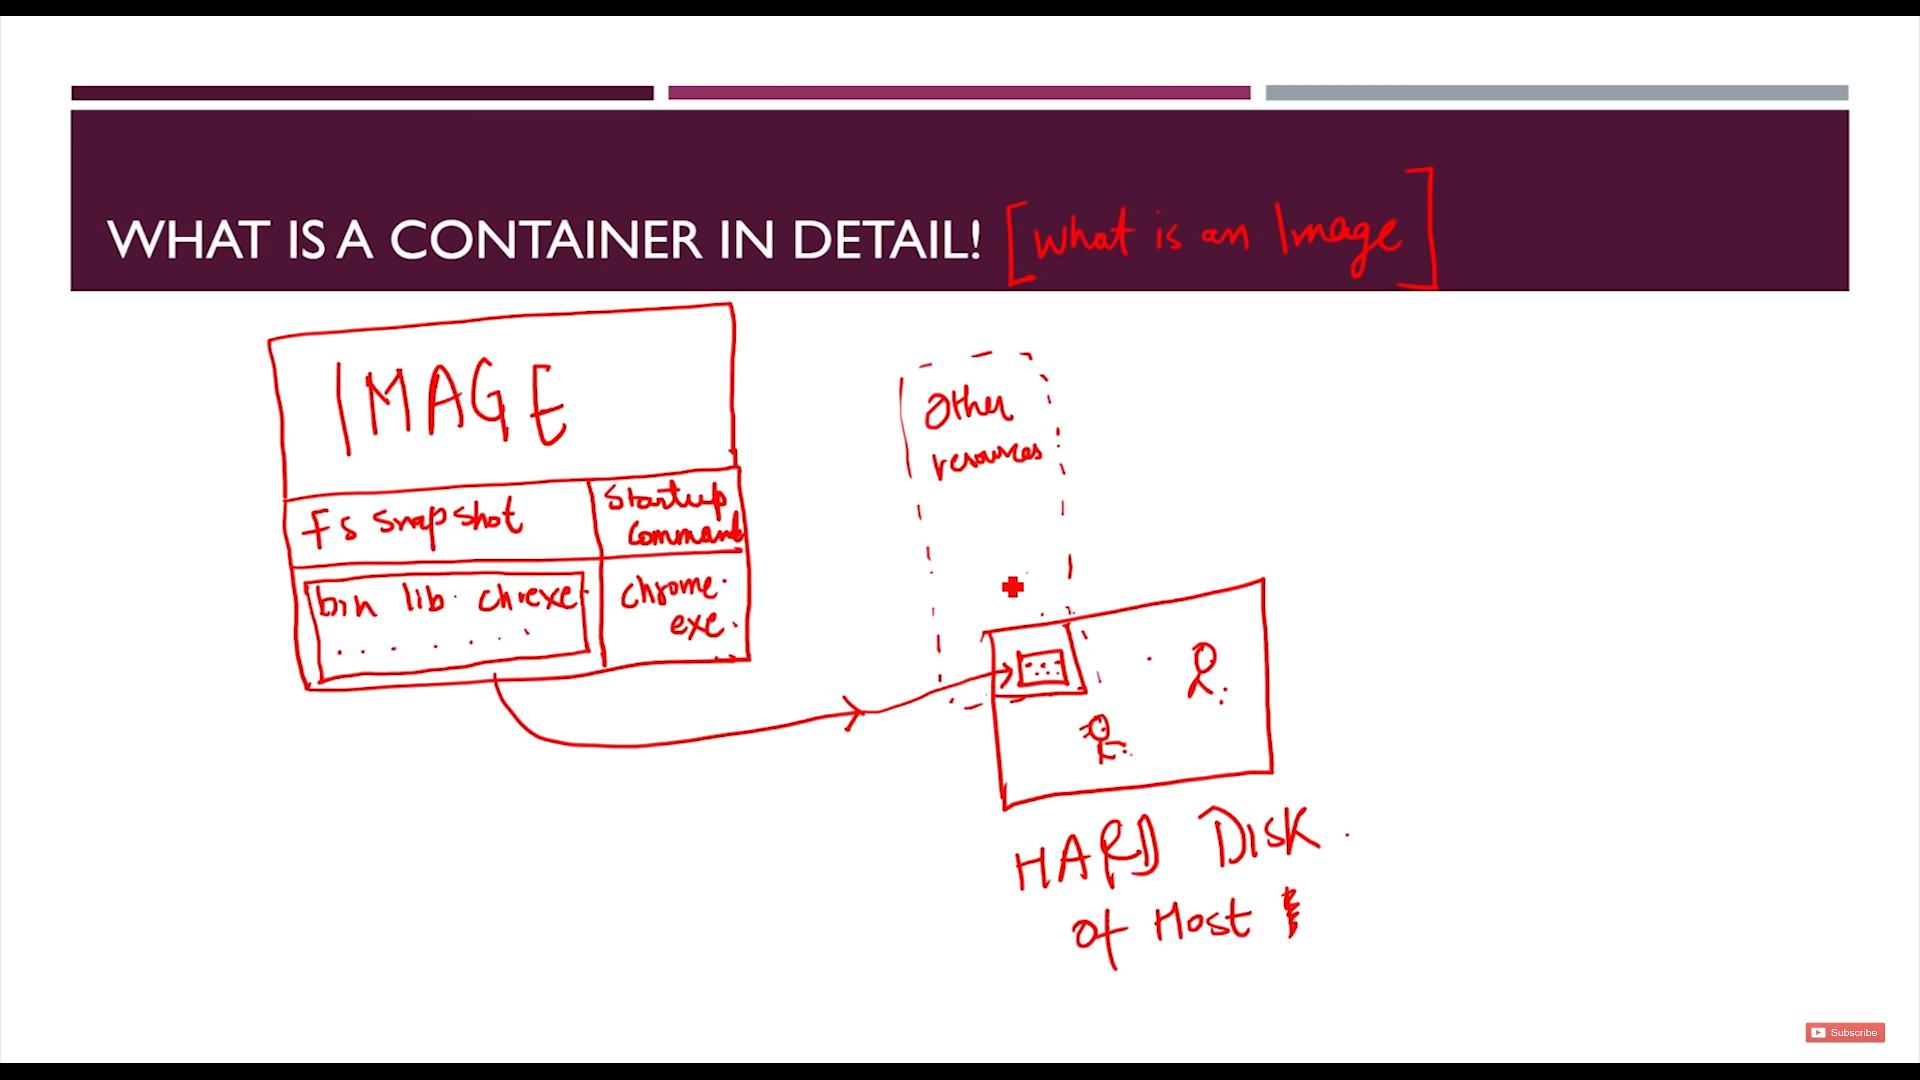 WHAT IS A CONTAINER IN DETAIL! [What is an Image]
IMAGE
FS snapshot
Startup
Command
bin lib. chr.exe.
. . . . . . .
chrome.
exe.
Other
resources
HARD DISK.
of Host
Subscribe